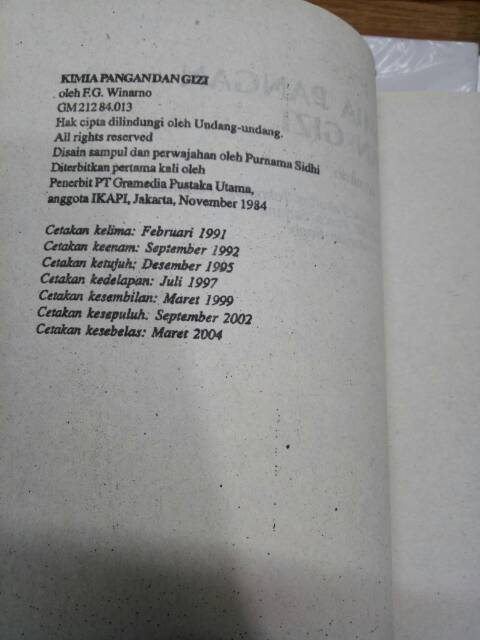 KIMIA PANGAN DAN GIZI
oleh F.G. Winarno
GM 212 84.013
Hak cipta dilindungi oleh Undang-undang.
All rights reserved
Disain sampul dan perwajahan oleh Purnama Sidhi
Diterbitkan pertama kali oleh
Penerbit PT Gramedia Pustaka Utama,
anggota IKAPI, Jakarta, November 1984
Cetakan kelima: Februari 1991
Cetakan keenam: September 1992
Cetakan ketujuh: Desember 1995
Cetakan kedelapan: Juli 1997
Cetakan kesembilan: Maret 1999
Cetakan kesepuluh: September 2002
Cetakan kesebelas: Maret 2004